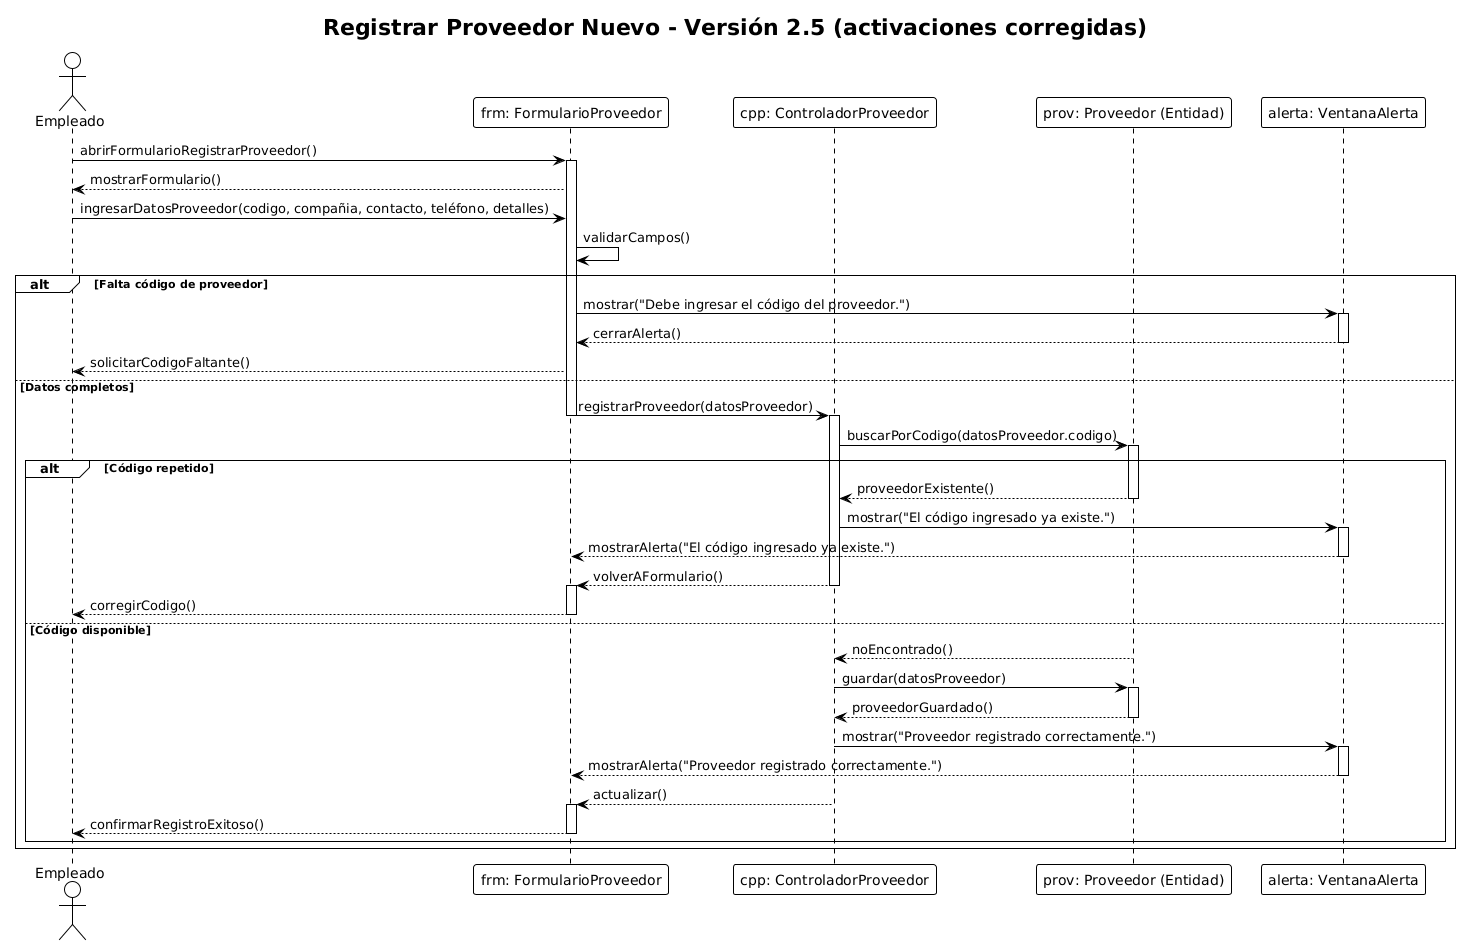 Registrar Proveedor Nuevo - Versión 2.5 (activaciones corregidas)
Empleado
frm: FormularioProveedor
cpp: ControladorProveedor
prov: Proveedor (Entidad)
alerta: VentanaAlerta
abrirFormularioRegistrarProveedor()
mostrarFormulario()
ingresarDatosProveedor(codigo, compañia, contacto, teléfono, detalles)
validarCampos()
alt
[Falta código de proveedor]
mostrar("Debe ingresar el código del proveedor.")
cerrarAlerta()
solicitarCodigoFaltante()
[Datos completos]
registrarProveedor(datosProveedor)
buscarPorCodigo(datosProveedor.codigo)
alt
[Código repetido]
proveedorExistente()
mostrar("El código ingresado ya existe.")
mostrarAlerta("El código ingresado ya existe.")
volverAFormulario()
corregirCodigo()
[Código disponible]
noEncontrado()
guardar(datosProveedor)
proveedorGuardado()
mostrar("Proveedor registrado correctamente.")
mostrarAlerta("Proveedor registrado correctamente.")
actualizar()
confirmarRegistroExitoso()
Empleado
frm: FormularioProveedor
cpp: ControladorProveedor
prov: Proveedor (Entidad)
alerta: VentanaAlerta